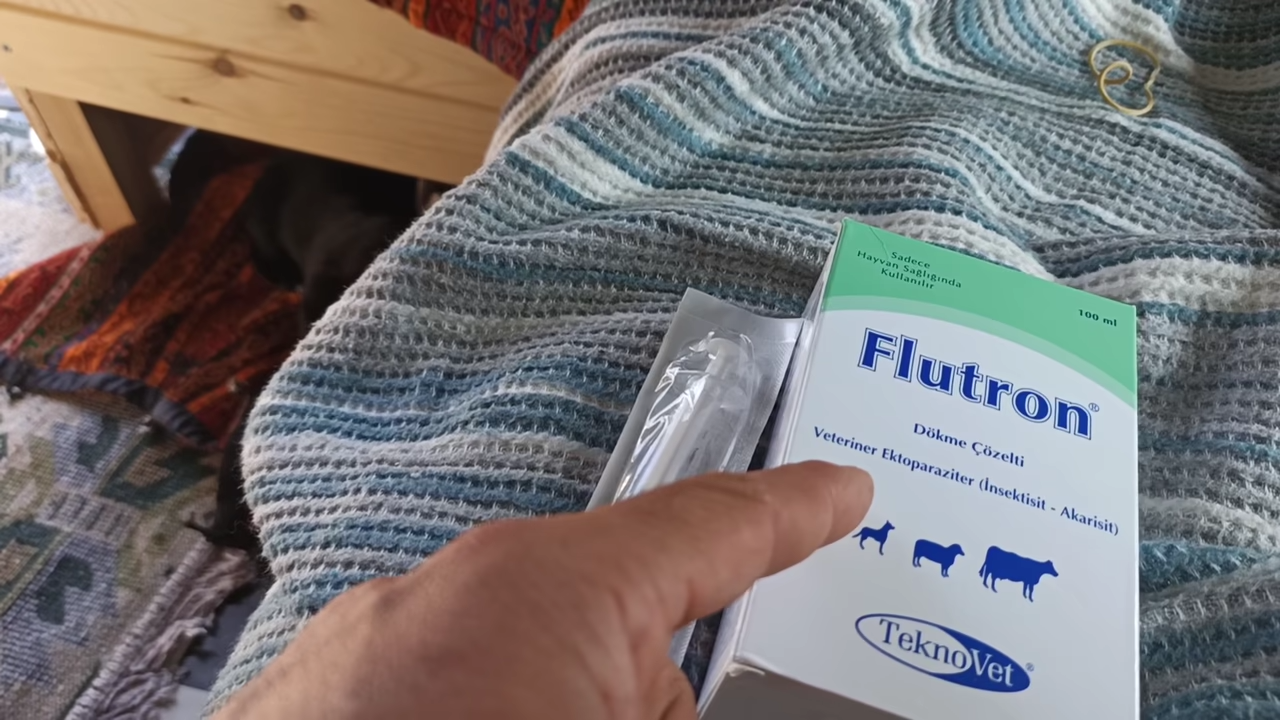 Sadece
Hayvan Sağlığında
Kullanılır
100 ml
Flutron®
Dökme Çözelti
Veteriner Ektoparaziter (İnsektisit - Akarisit)
TeknoVet®